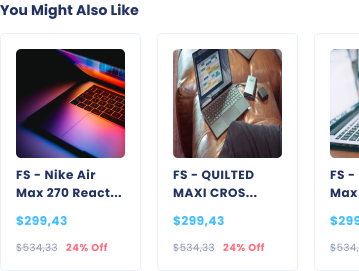 You Might Also Like
FS - Nike Air
Max 270 React...
$299,43
$534,33 24% Off
FS - QUILTED
MAXI CROS...
$299,43
$534,33 24% Off
FS -
Max
$299
$534,